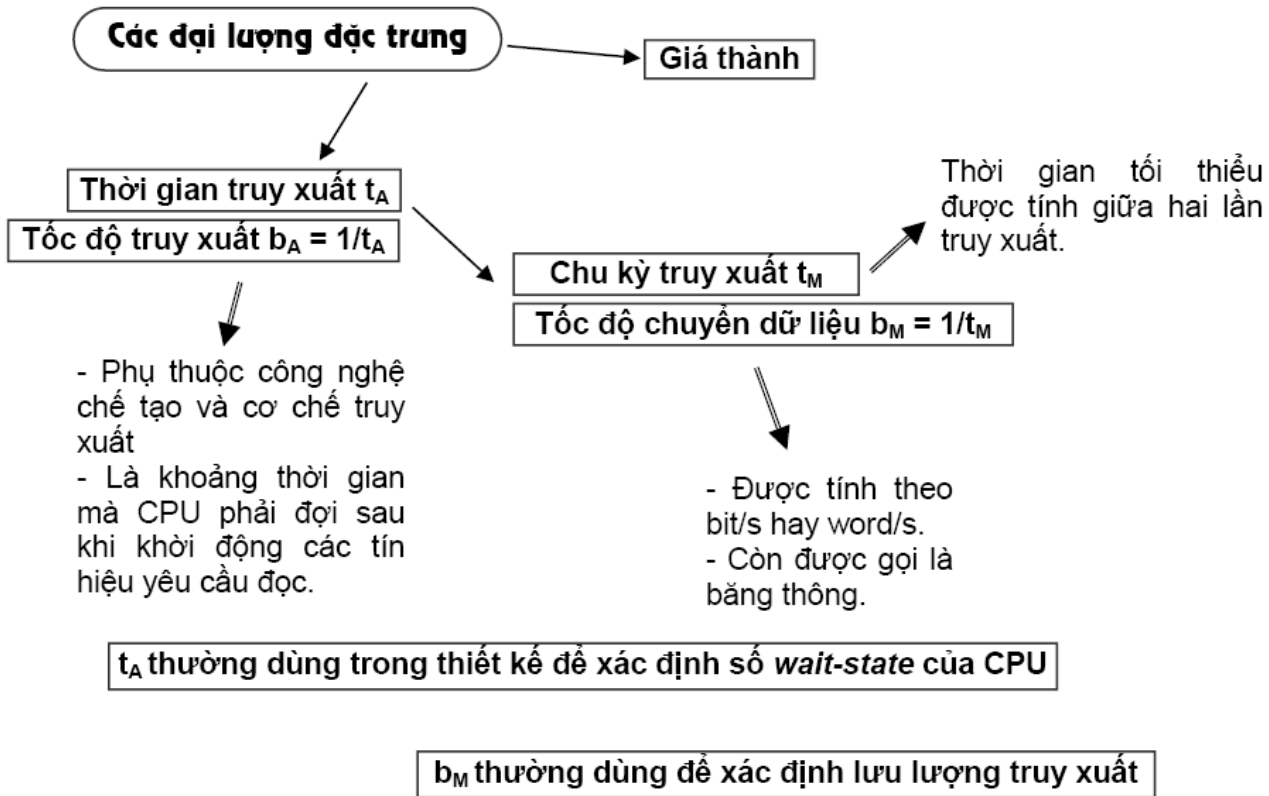 Các đại lượng đặc trưng
Giá thành
Thời gian truy xuất tA
Tốc độ truy xuất bA = 1/tA
Thời gian tối thiểu
được tính giữa hai lần
truy xuất.
Chu kỳ truy xuất tM
Tốc độ chuyển dữ liệu bM = 1/tM
- Phụ thuộc công nghệ
chế tạo và cơ chế truy
xuất
- Là khoảng thời gian
mà CPU phải đợi sau
khi khời động các tín
hiệu yêu cầu đọc.
- Được tính theo
bit/s hay word/s.
- Còn được gọi là
băng thông.
tA thường dùng trong thiết kế để xác định số wait-state của CPU
bM thường dùng để xác định lưu lượng truy xuất